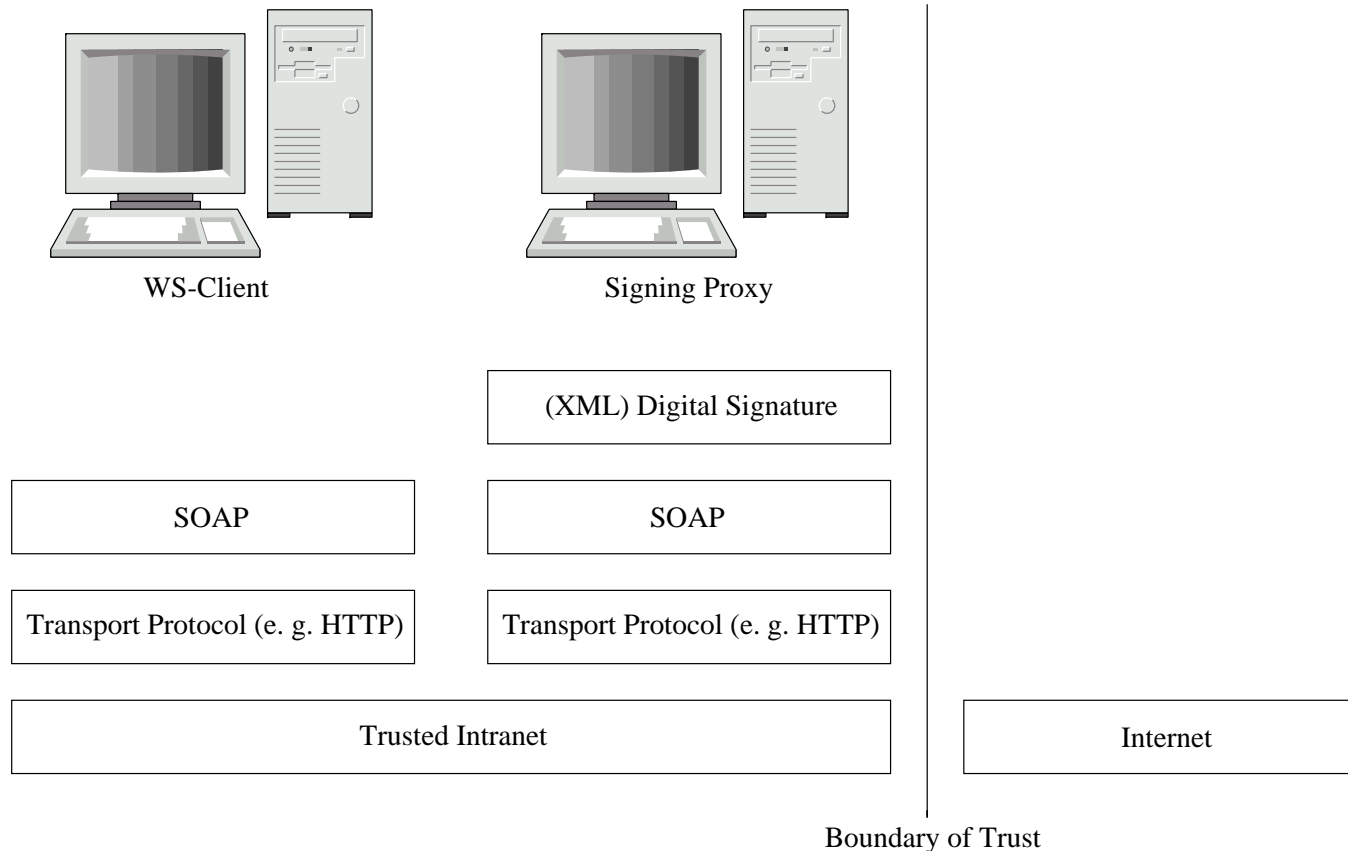 WS-Client
Signing Proxy
(XML) Digital Signature
SOAP
SOAP
Transport Protocol (e. g. HTTP)
Transport Protocol (e. g. HTTP)
Trusted Intranet
Internet
Boundary of Trust